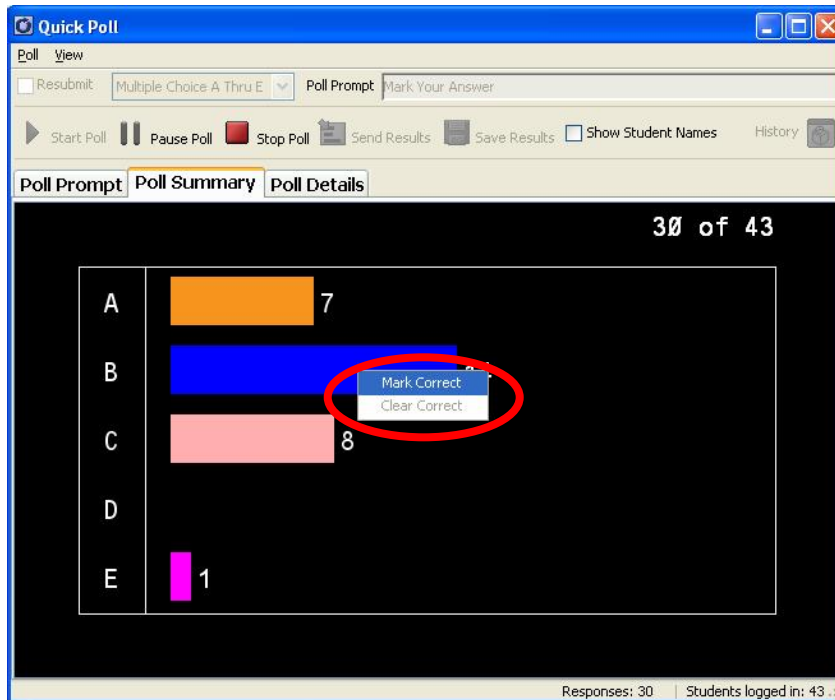 Quick Poll
Poll View
Resubmit Multiple Choice A Thru E Poll Prompt Mark Your Answer
Start Poll Pause Poll Stop Poll Send Results Save Results Show Student Names History
Poll Prompt Poll Summary Poll Details
30 of 43
A 7
B
Mark Correct
Clear Correct
C 8
D
E 1
Responses: 30 Students logged in: 43